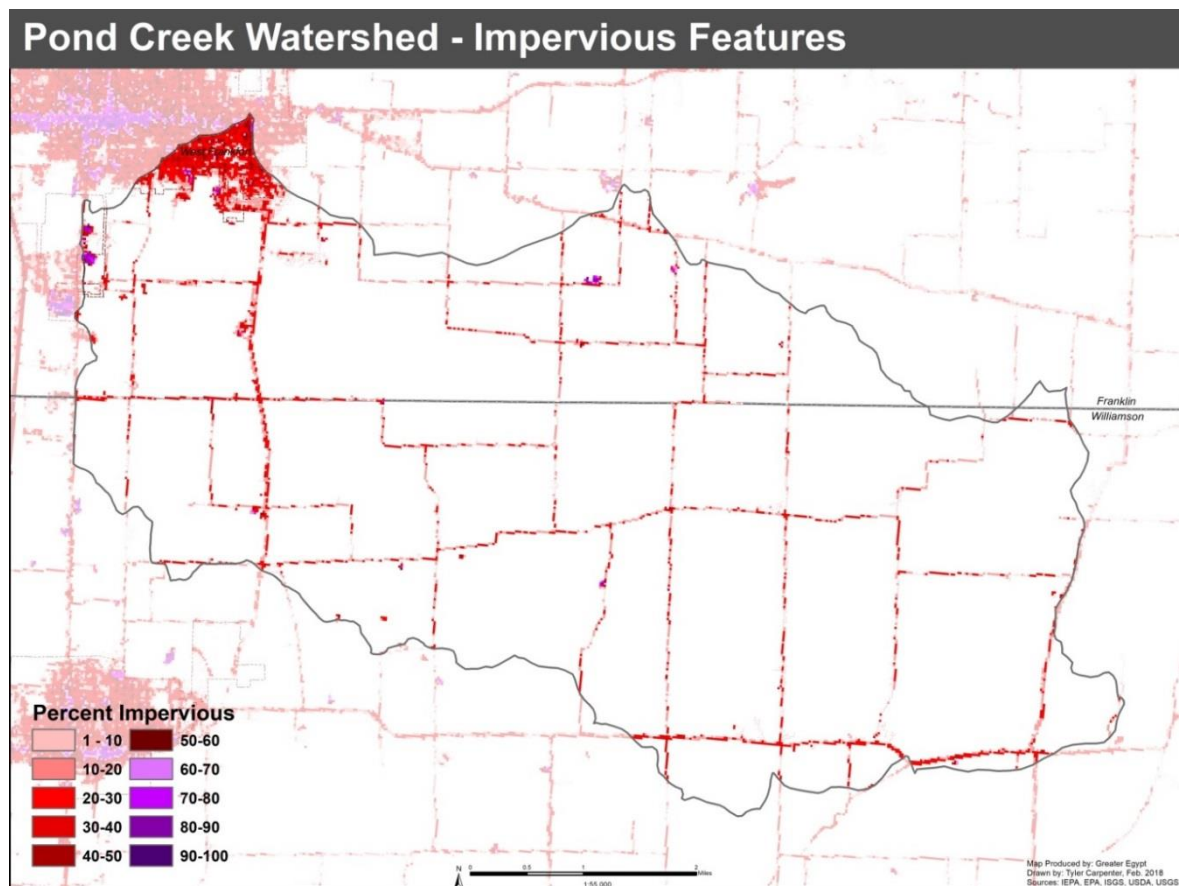 Pond Creek Watershed - Impervious Features
West Frankfort
Franklin
Williamson
Percent Impervious
1 - 10 50-60
10-20 60-70
20-30 70-80
30-40 80-90
40-50 90-100
N
0 0.5 1 2
Miles
1:55,000
Map Produced by: Greater Egypt
Drawn by: Tyler Carpenter, Feb. 2018
Sources: IEPA, EPA, ISGS, USDA, USGS